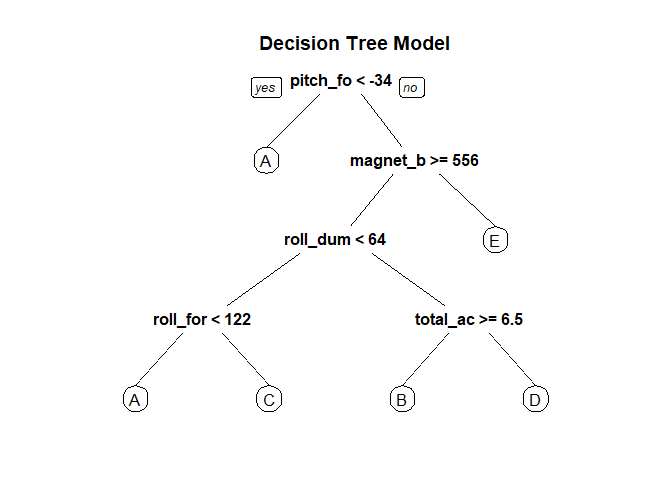 Decision Tree Model
yes pitch_fo < -34 no
A magnet_b >= 556
roll_dum < 64 E
roll_for < 122 total_ac >= 6.5
A C B D